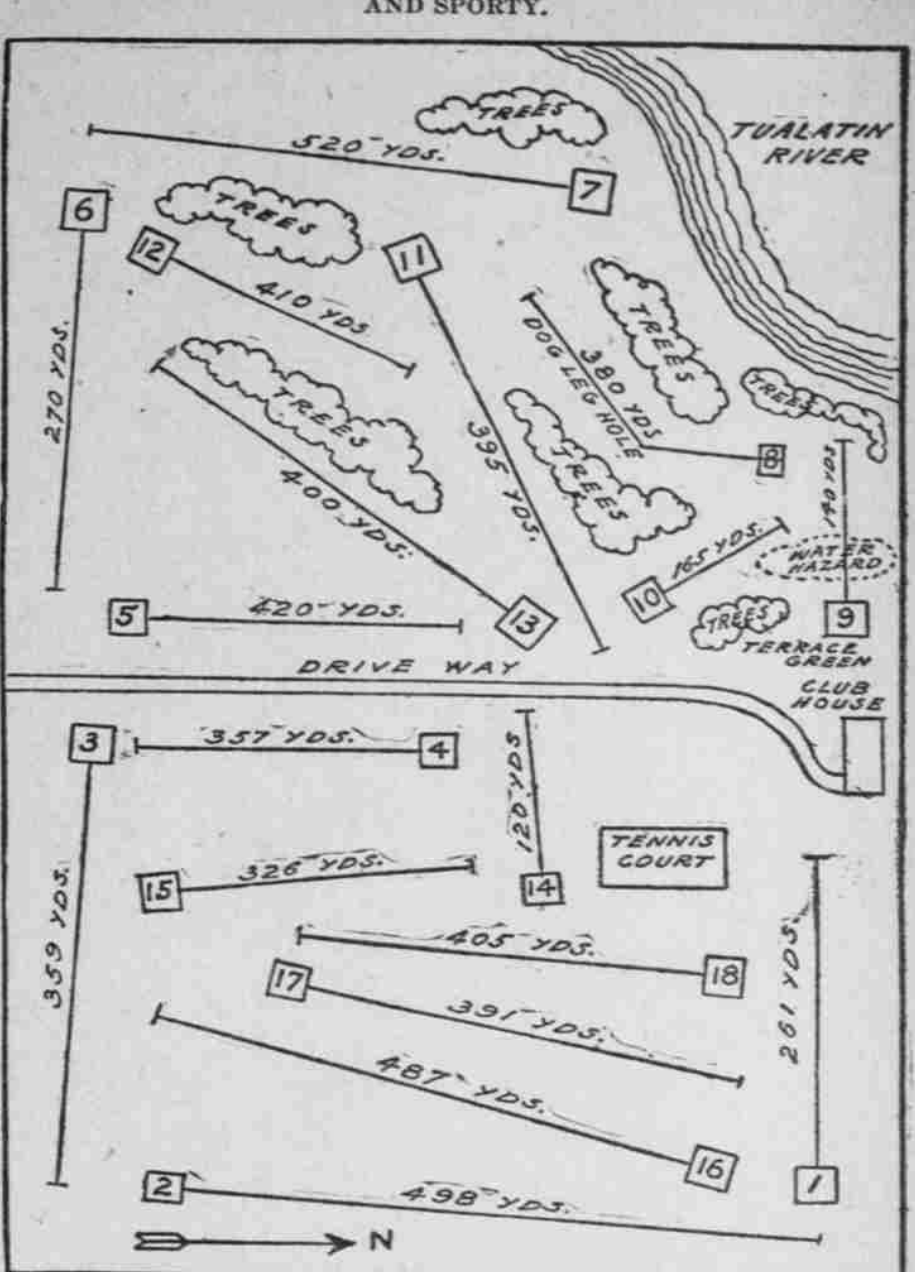 AND SPORTY.
TREES
TUALATIN
RIVER
520 YDS.
7
6
TREES
12
11
410 YDS
270 YDS.
TREES
380 YDS
DOG LEG HOLE
TREES
TREES
395 YDS.
TREES
400 YDS.
8
190 YDS
165 YDS.
WATER
HAZARD
10
5
420 YDS.
13
TREES
9
TERRACE
GREEN
DRIVE WAY
CLUB
HOUSE
3
357 YDS.
4
120 YDS
TENNIS
COURT
326 YDS.
15
14
359 YDS.
405 YDS.
18
17
391 YDS.
261 YDS.
487 YDS.
16
2
498 YDS.
1
N